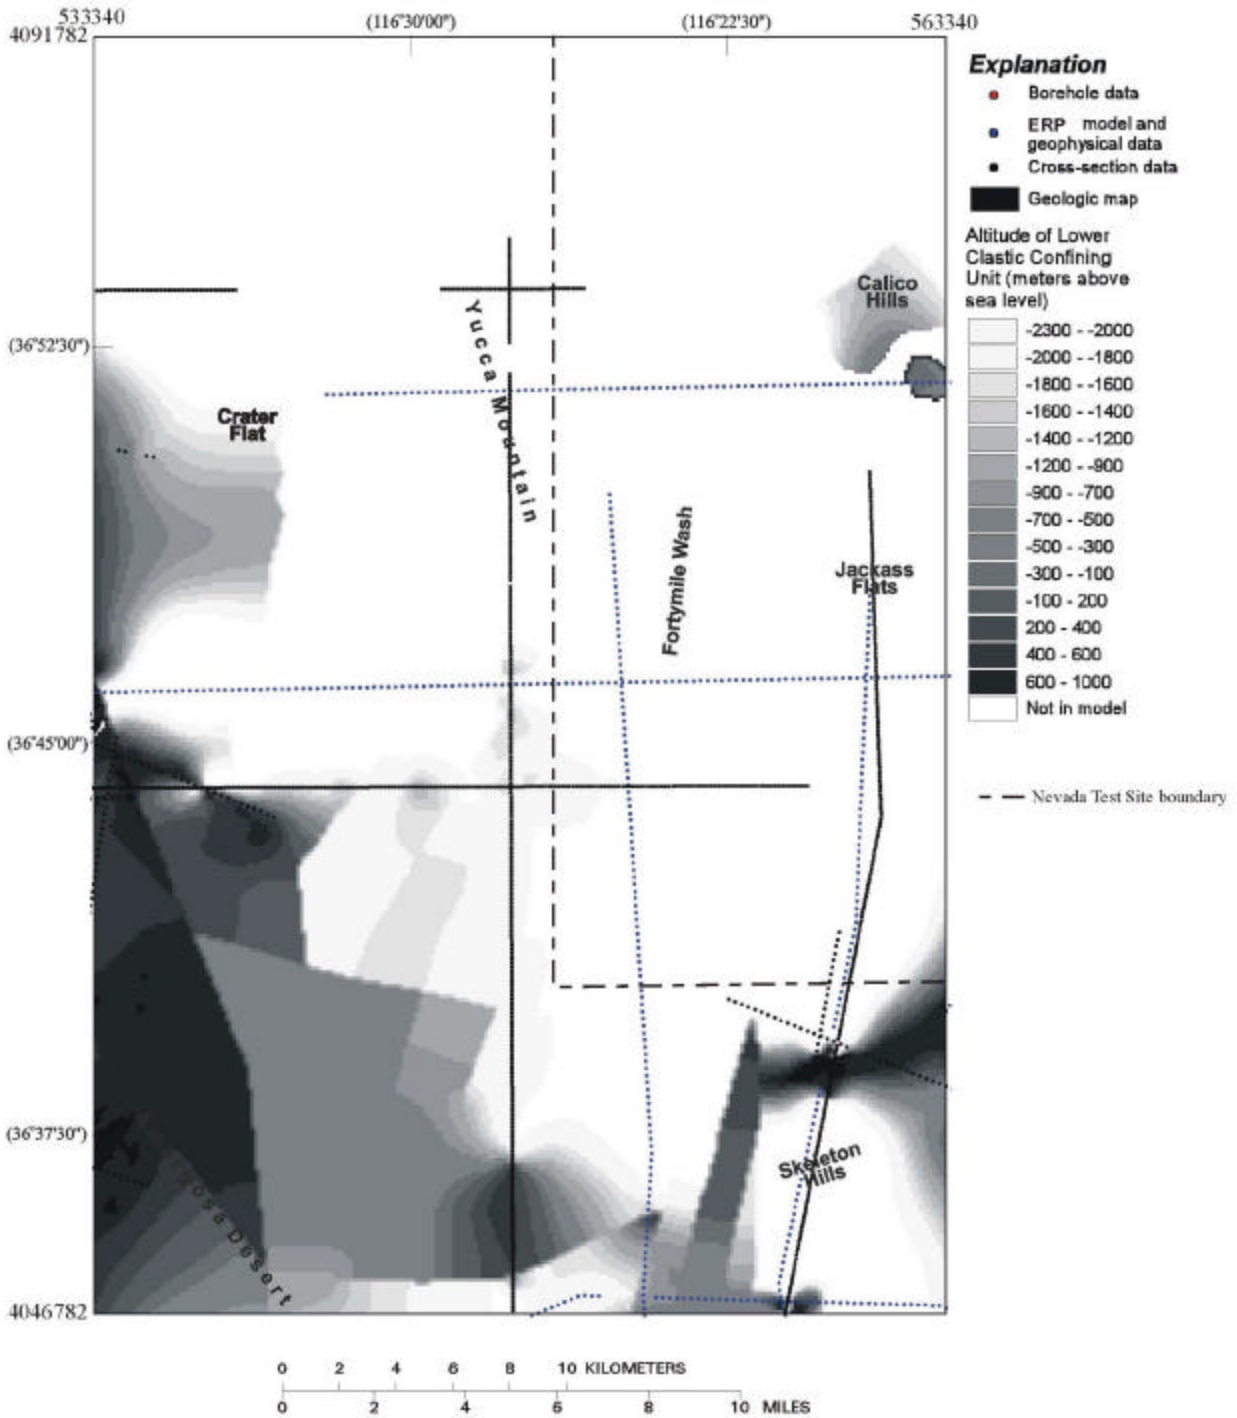 533340
(116°30'00")
(116°22'30")
563340
4091782
Explanation
Borehole data
ERP model and
geophysical data
Cross-section data
Geologic map
Altitude of Lower
Clastic Confining
Unit (meters above
sea level)
-2300 - -2000
-2000 - -1800
-1800 - -1600
-1600 - -1400
-1400 - -1200
-1200 - -900
-900 - -700
-700 - -500
-500 - -300
-300 - -100
-100 - 200
200 - 400
400 - 600
600 - 1000
Not in model
Nevada Test Site boundary
Calico
Hills
(36°52'30")
Yucca Mountain
Crater
Flat
Fortymile Wash
Jackass
Flats
(36°45'00")
(36°37'30")
Skeleton
Hills
Desert
4046782
0 2 4 6 8 10 KILOMETERS
0 2 4 6 8 10 MILES